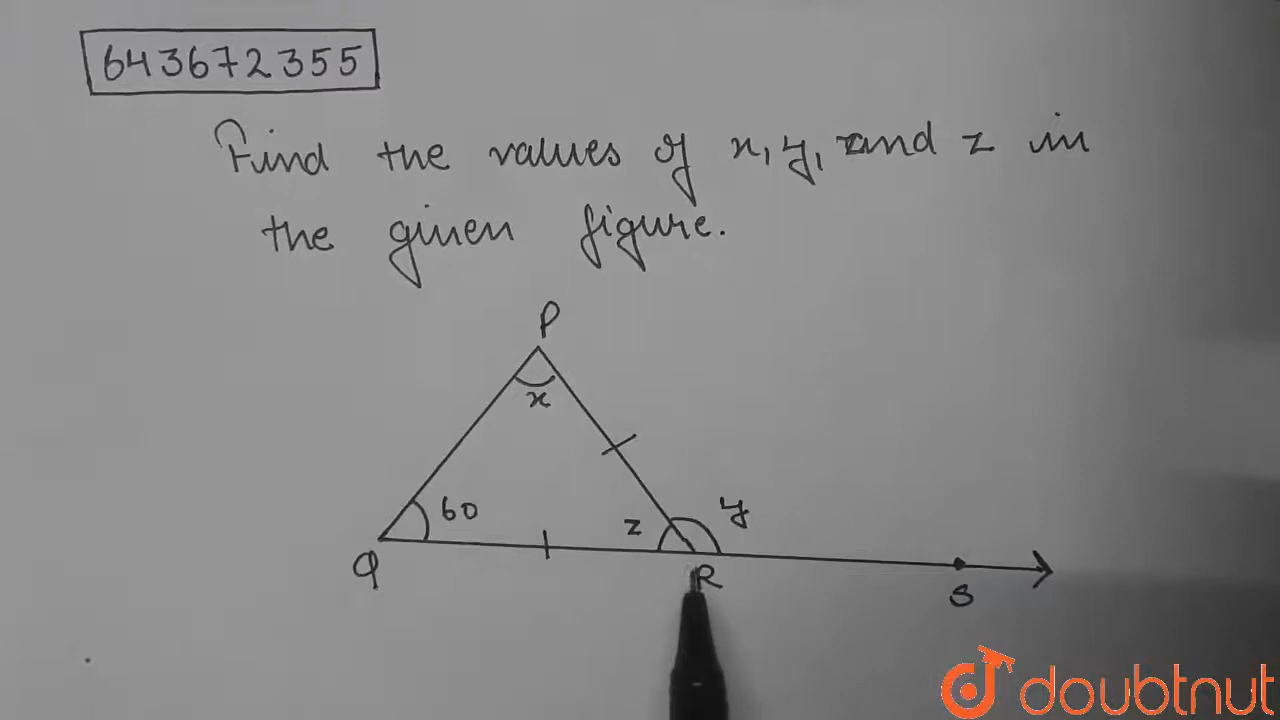 643672355
Find the values of x, y, and z in
the given figure.
P
x
60
z
y
Q
R
S
doubtnut